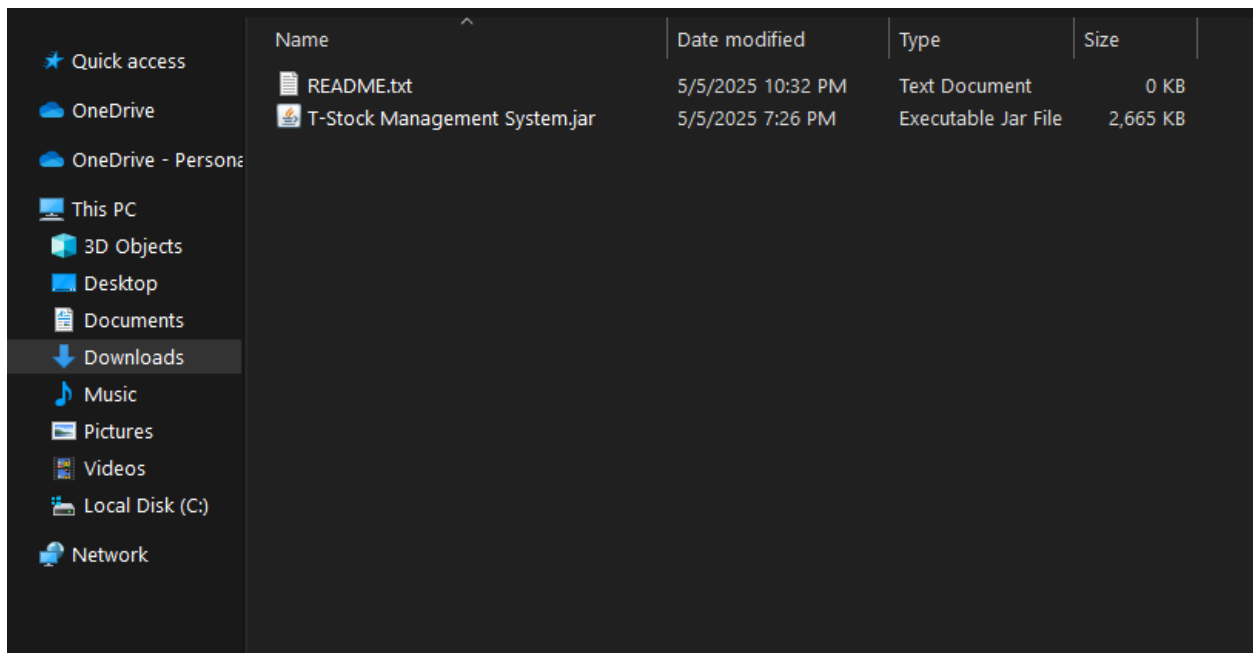 Quick access
OneDrive
OneDrive - Persona
This PC
3D Objects
Desktop
Documents
Downloads
Music
Pictures
Videos
Local Disk (C:)
Network
Name Date modified Type Size
README.txt 5/5/2025 10:32 PM Text Document 0 KB
T-Stock Management System.jar 5/5/2025 7:26 PM Executable Jar File 2,665 KB